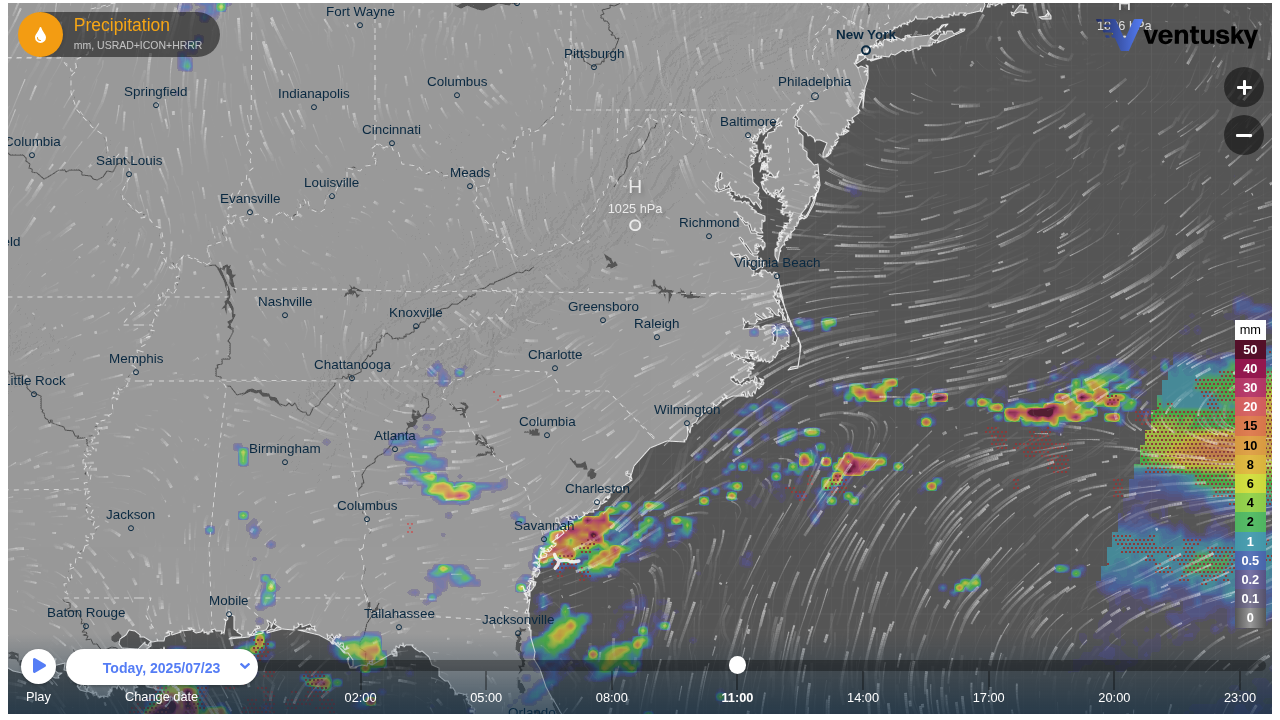 Precipitation
mm, USRAD+ICON+HRRR
Fort Wayne
H
hPa
New York
ventusky
Pittsburgh
Columbus
Philadelphia
Springfield
Indianapolis
+
Baltimore
Cincinnati
−
Columbia
Saint Louis
Meads
Louisville
H
Evansville
1025 hPa
Richmond
eld
Virginia Beach
Nashville
Knoxville
Greensboro
Raleigh
mm
50
Memphis
Chattanooga
Charlotte
40
Little Rock
30
Wilmington
20
Columbia
15
Atlanta
Birmingham
10
8
Charleston
6
Jackson
Columbus
4
Savannah
2
1
0.5
0.2
Mobile
0.1
Baton Rouge
Tallahassee
Jacksonville
0
Today, 2025/07/23
Play
Change date
02:00
05:00
08:00
11:00
14:00
17:00
20:00
23:00
Orlando